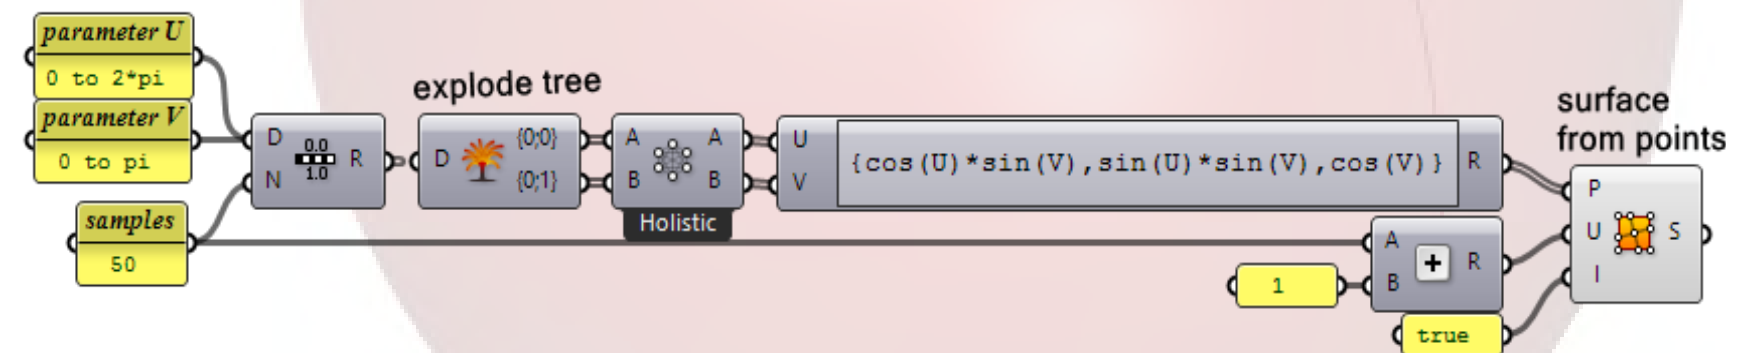 parameter U
0 to 2*pi
parameter V
0 to pi
samples
50
D
N
0.0
1.0
R
explode tree
D
{0;0}
{0;1}
A
B
A
B
Holistic
U
V
{cos(U)*sin(V),sin(U)*sin(V),cos(V)}
R
1
A
B
+
R
true
surface
from points
P
U
I
S